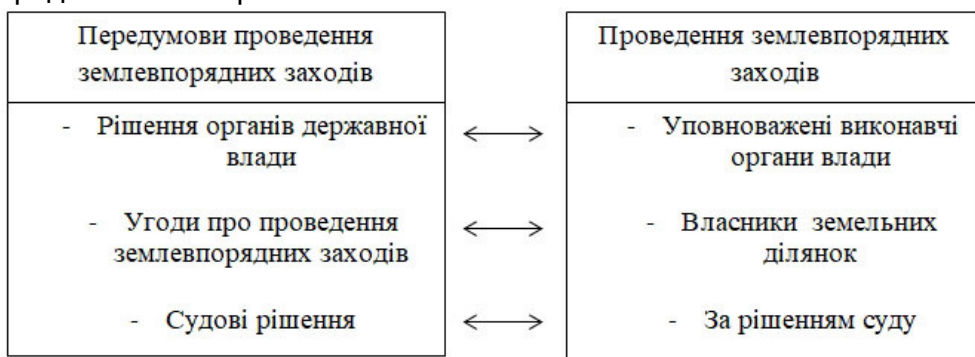 Передумови проведення
землевпорядних заходів
- Рішення органів державної
влади
- Угоди про проведення
землевпорядних заходів
- Судові рішення
Проведення землевпорядних
заходів
- Уповноважені виконавчі
органи влади
- Власники земельних
ділянок
- За рішенням суду